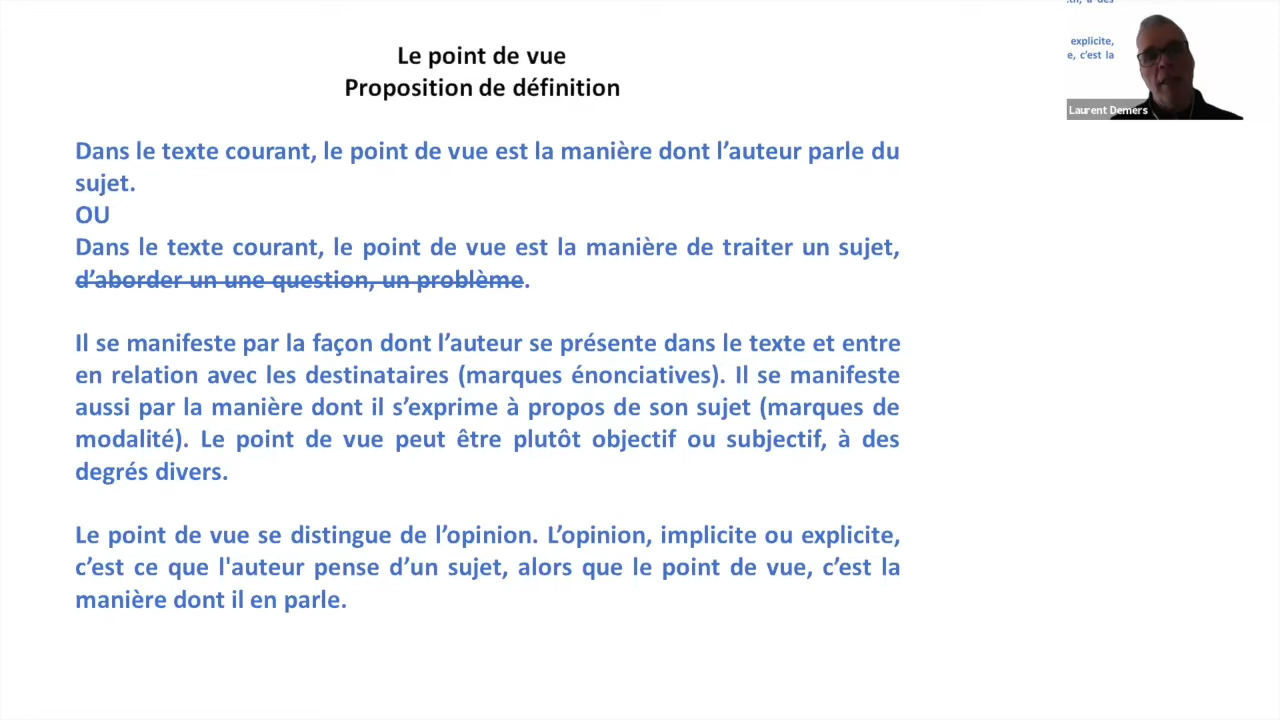 Le point de vue
Proposition de définition
Dans le texte courant, le point de vue est la manière dont l’auteur parle du
sujet.
OU
Dans le texte courant, le point de vue est la manière de traiter un sujet,
d’aborder un une question, un problème.
Il se manifeste par la façon dont l’auteur se présente dans le texte et entre
en relation avec les destinataires (marques énonciatives). Il se manifeste
aussi par la manière dont il s’exprime à propos de son sujet (marques de
modalité). Le point de vue peut être plutôt objectif ou subjectif, à des
degrés divers.
Le point de vue se distingue de l’opinion. L’opinion, implicite ou explicite,
c’est ce que l'auteur pense d’un sujet, alors que le point de vue, c’est la
manière dont il en parle.
explicite,
e, c’est la
Laurent Demers